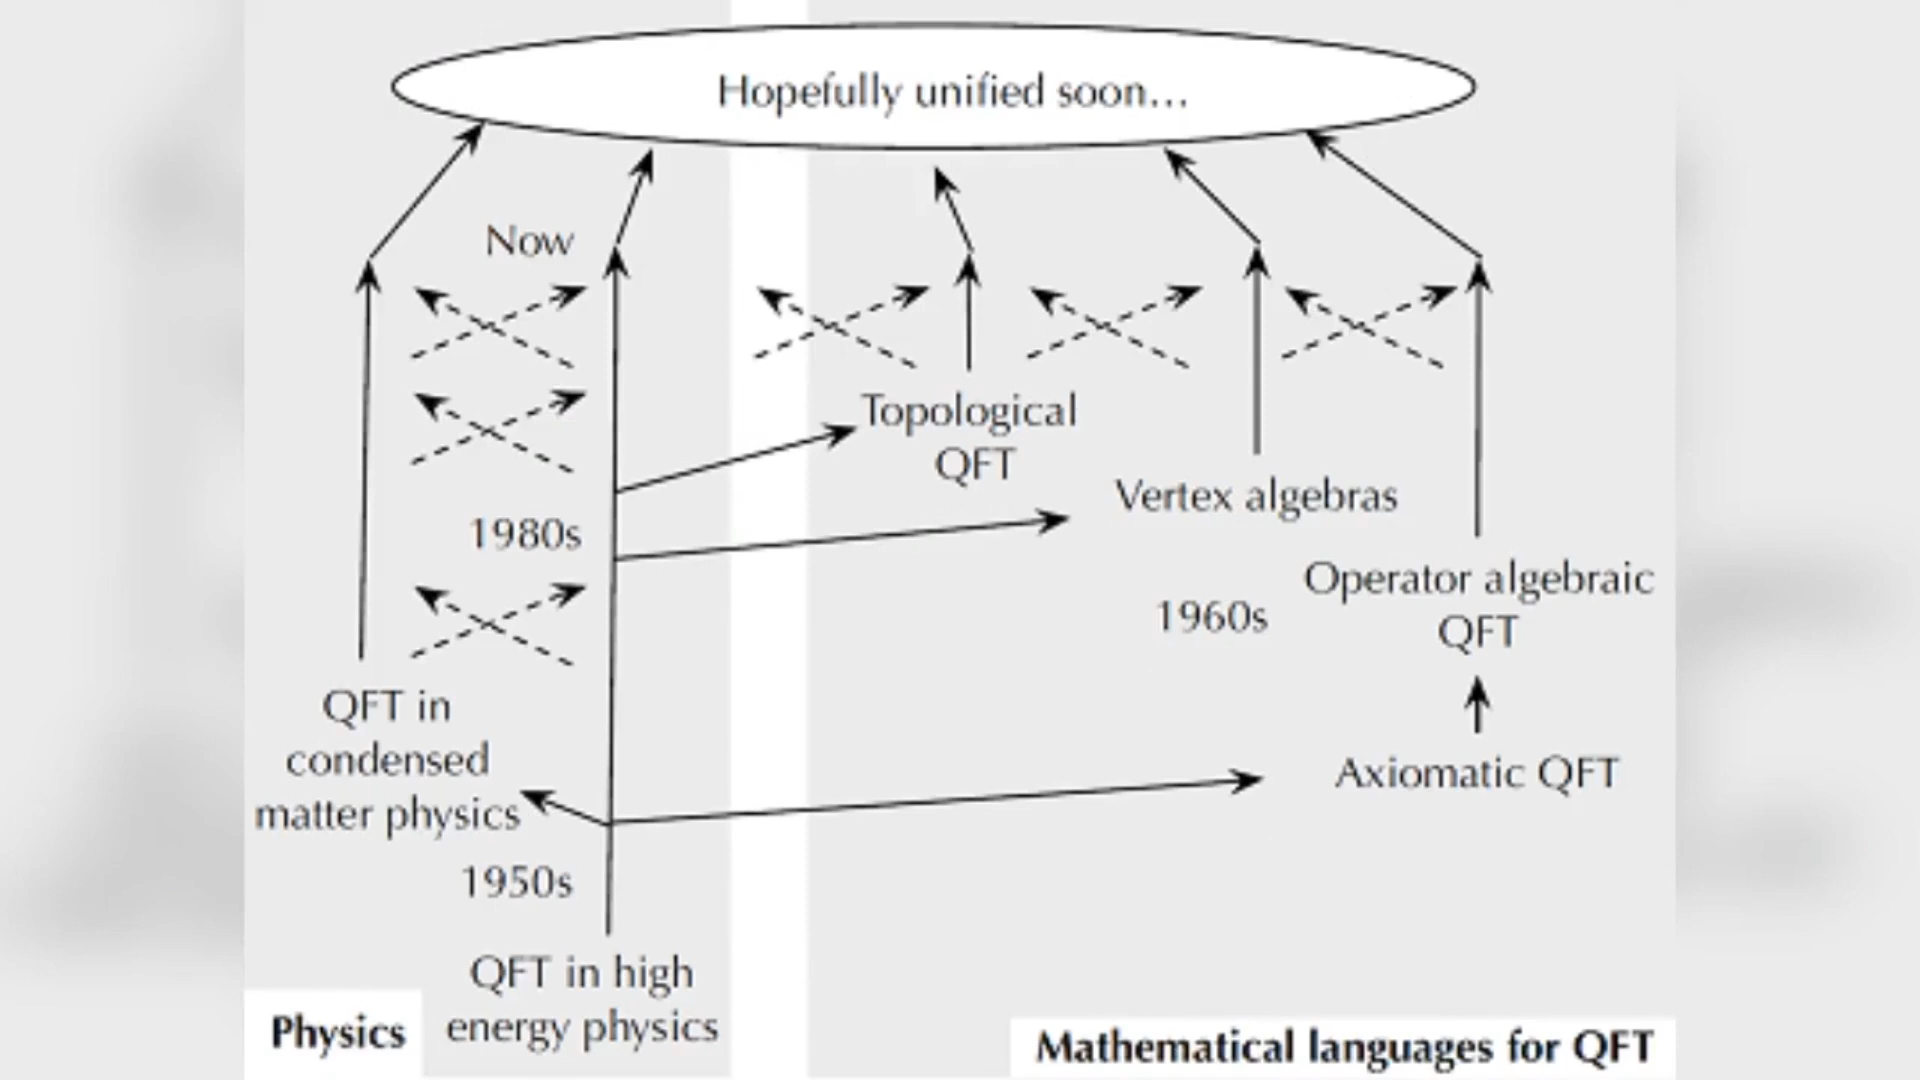 Hopefully unified soon...
Now
Topological
QFT
Vertex algebras
1980s
Operator algebraic
QFT
1960s
QFT in
condensed
matter physics
Axiomatic QFT
1950s
QFT in high
energy physics
Physics
Mathematical languages for QFT